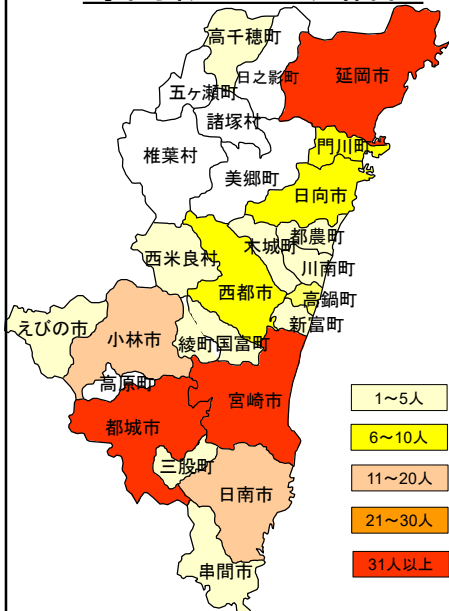 高千穂町
日之影町
延岡市
五ヶ瀬町
諸塚村
門川町
椎葉村
美郷町
日向市
木城町
都農町
西米良村
川南町
西都市
高鍋町
えびの市
新富町
小林市
綾町
国富町
高原町
宮崎市
都城市
三股町
日南市
串間市
1～5人
6～10人
11～20人
21～30人
31人以上